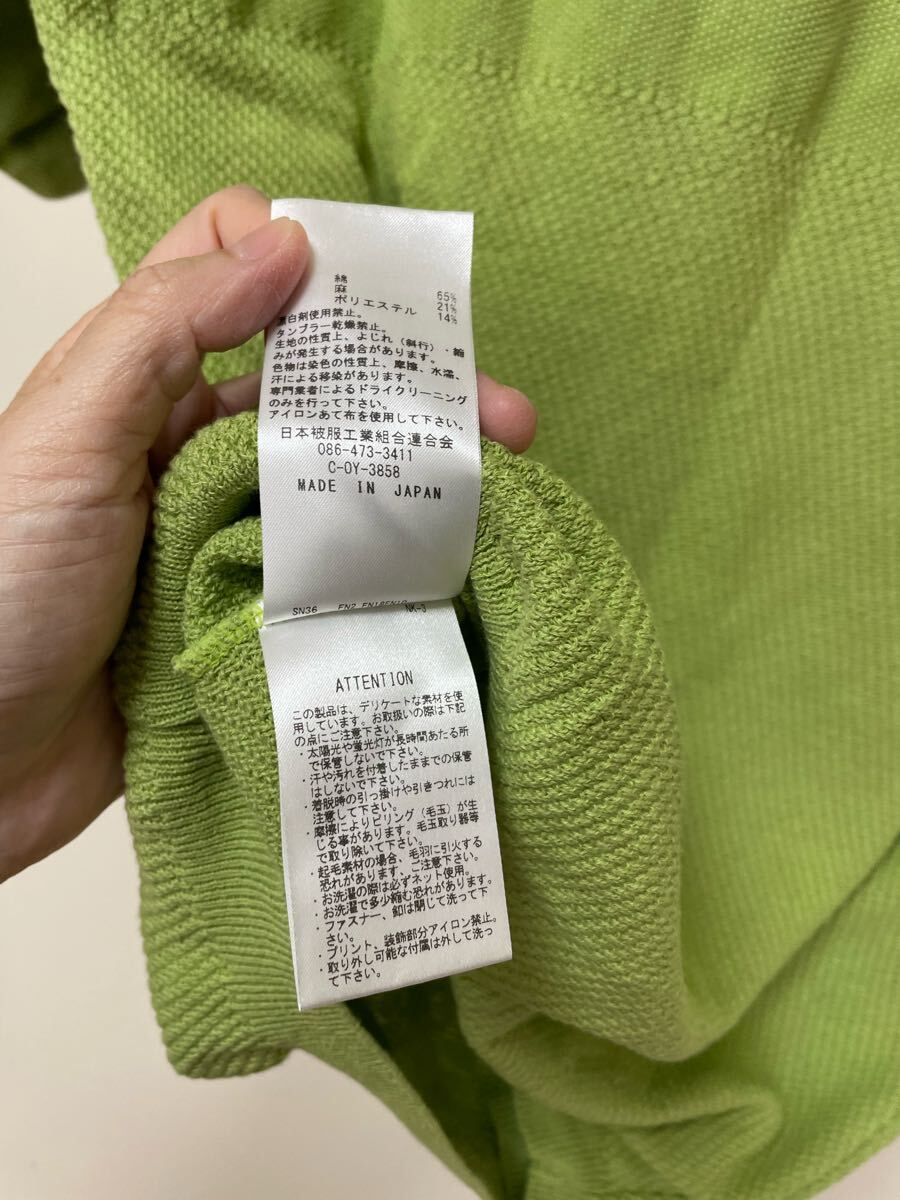 綿 65%
麻 21%
ポリエステル 14%
漂白剤使用禁止。
タンブラー乾燥禁止。
生地の性質上、よじれ（斜行）・縮
みが発生する場合があります。
色物は染色の性質上、摩擦、水濡、
汗による移染があります。
専門業者によるドライクリーニング
のみを行って下さい。
アイロンあて布を使用して下さい。
日本被服工業組合連合会
086-473-3411
C-OY-3858
MADE IN JAPAN
SN36 NK-3
ATTENTION
この製品は、デリケートな素材を使
用しています。お取扱いの際は下記
の点にご注意下さい。
・太陽光や蛍光灯が長時間あたる所
で保管しないで下さい。
・汗や汚れを付着したままでの保管
はしないで下さい。
・着脱時の引っ掛けや引きつれには
注意して下さい。
・摩擦によりピリング（毛玉）が生
じる事があります。毛玉取り器等
で取り除いて下さい。
・起毛素材の場合、毛羽に引火する
恐れがあります、ご注意下さい。
・お洗濯の際は必ずネット使用。
・お洗濯で多少縮む恐れがあります。
・ファスナー、釦は閉じて洗って下
さい。
・プリント、装飾部分アイロン禁止。
・取り外し可能な付属は外して洗っ
て下さい。